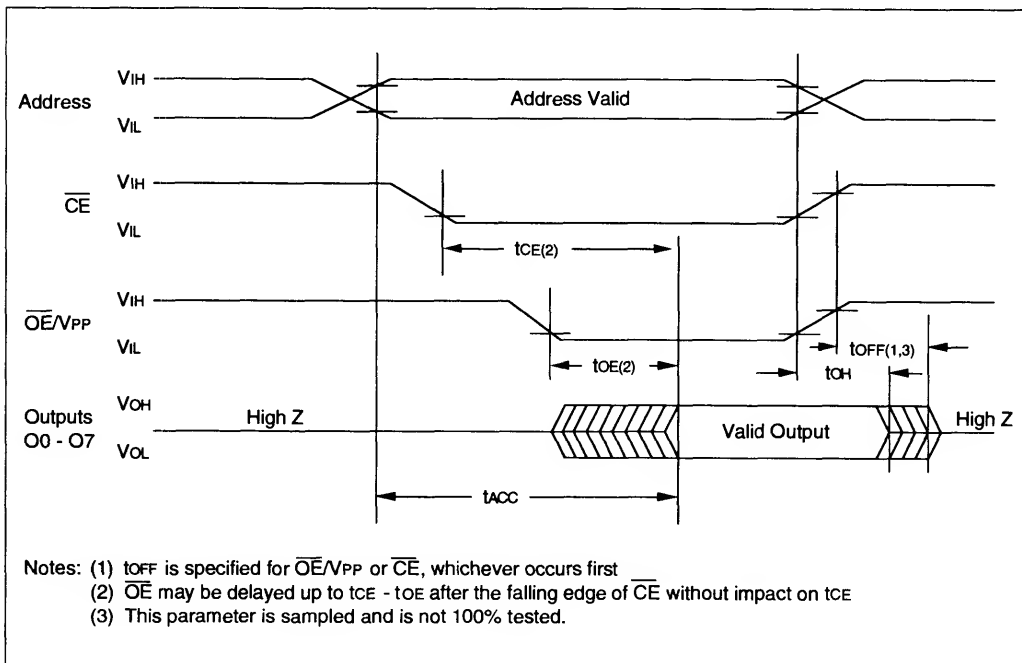 VIH
Address
Address Valid
VIL
VIH
CE
VIL
tCE(2)
VIH
OE/VPP
VIL
tOE(2)
tOFF(1,3)
tOH
VOH
Outputs
O0 - O7
High Z
Valid Output
High Z
VOL
tACC
Notes: (1) tOFF is specified for OE/VPP or CE, whichever occurs first
(2) OE may be delayed up to tCE - tOE after the falling edge of CE without impact on tCE
(3) This parameter is sampled and is not 100% tested.